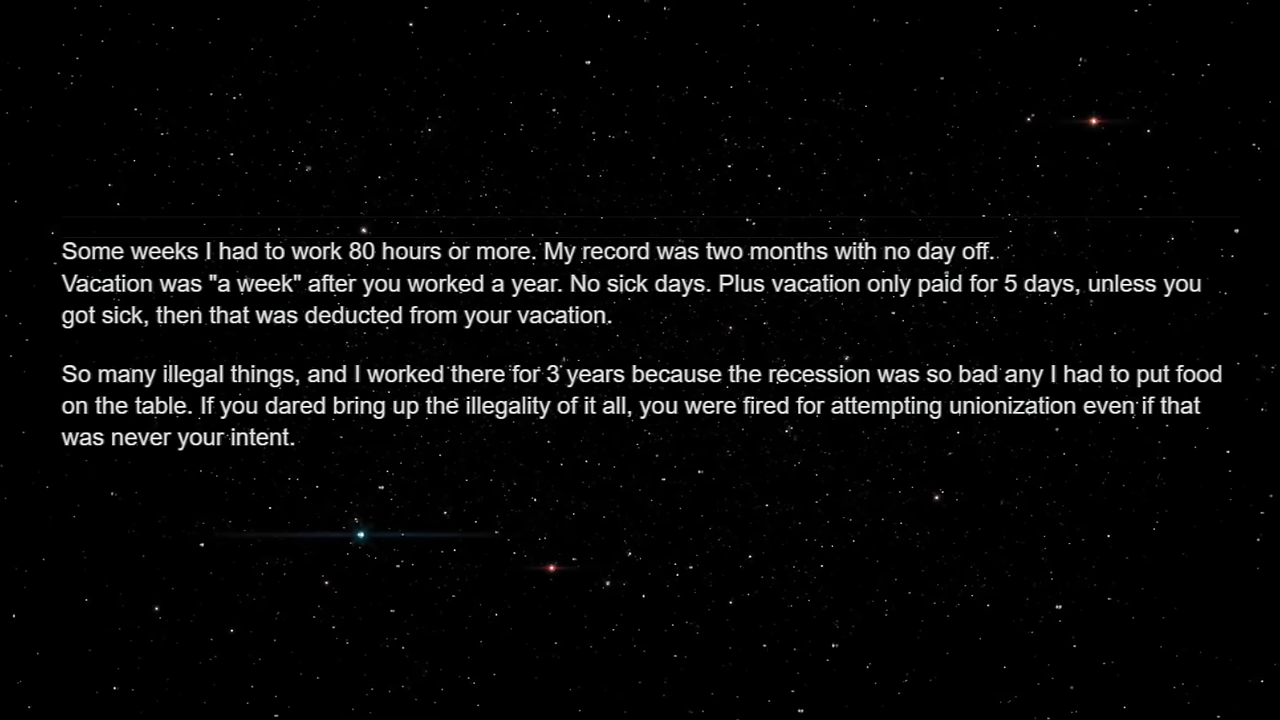 Some weeks I had to work 80 hours or more. My record was two months with no day off.
Vacation was "a week" after you worked a year. No sick days. Plus vacation only paid for 5 days, unless you
got sick, then that was deducted from your vacation.
So many illegal things, and I worked there for 3 years because the recession was so bad any I had to put food
on the table. If you dared bring up the illegality of it all, you were fired for attempting unionization even if that
was never your intent.